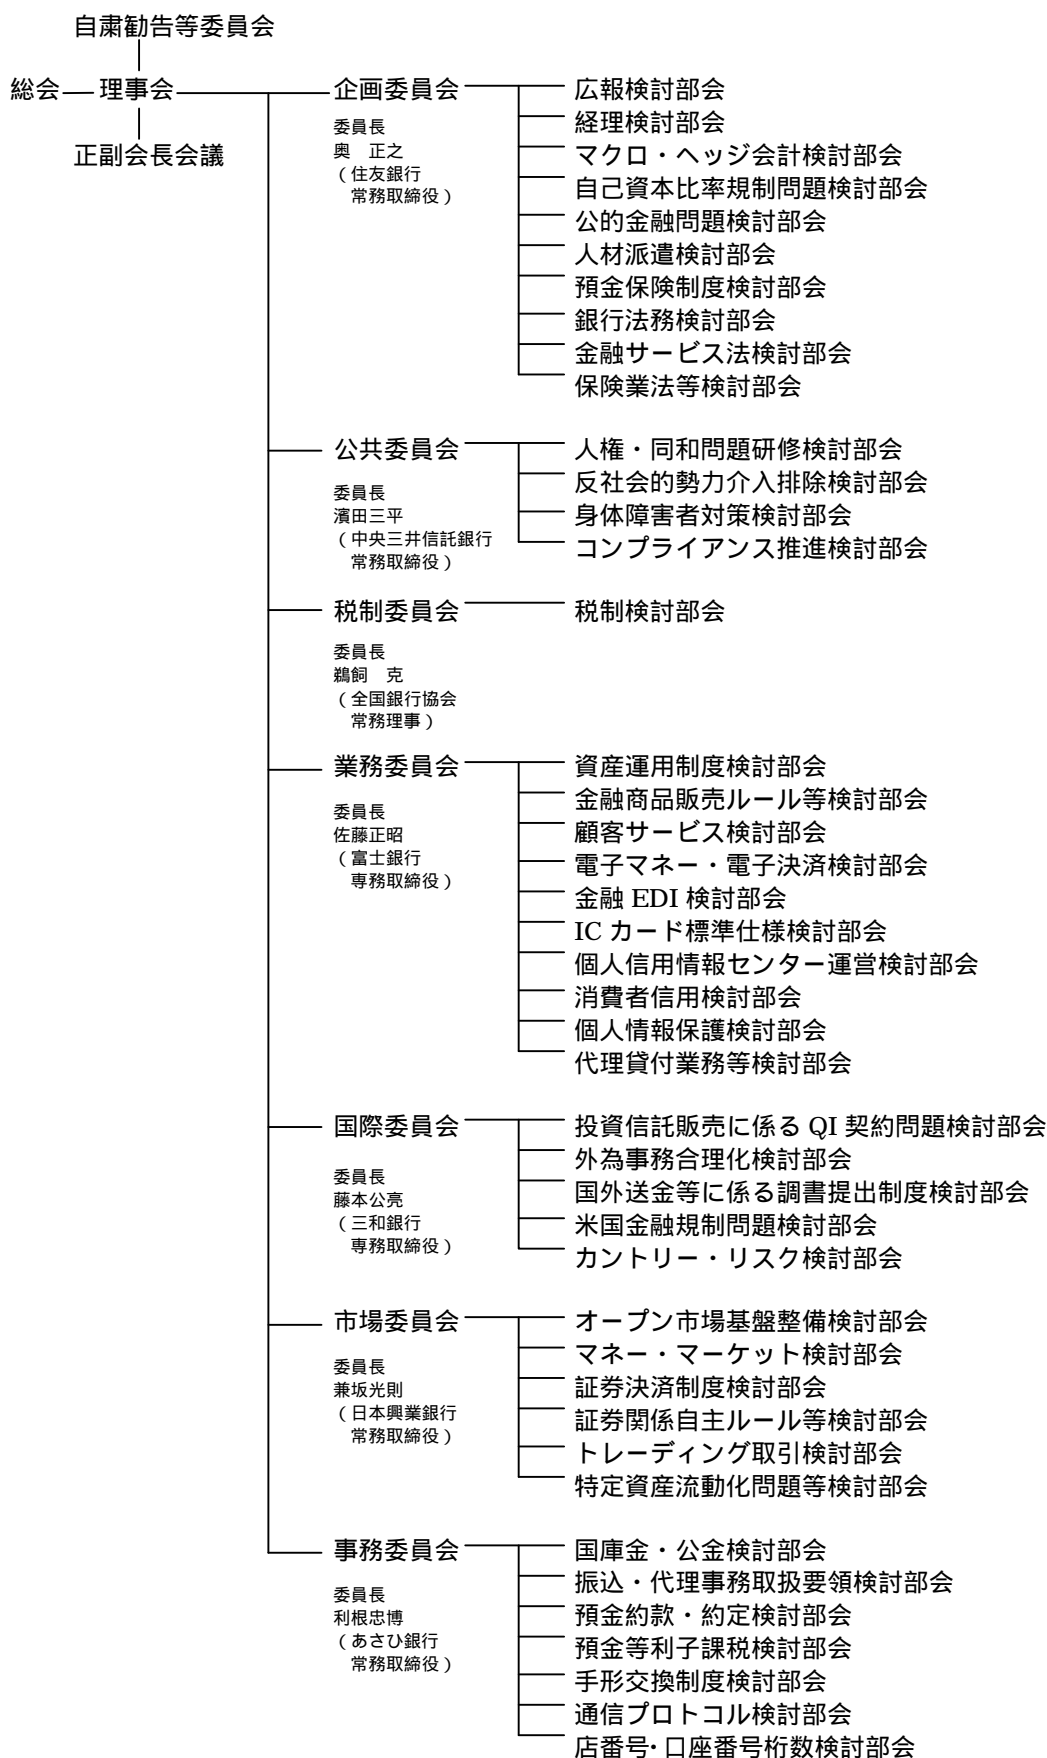 自粛勧告等委員会
総会
理事会
正副会長会議
企画委員会
委員長
奥　正之
（住友銀行
常務取締役）
広報検討部会
経理検討部会
マクロ・ヘッジ会計検討部会
自己資本比率規制問題検討部会
公的金融問題検討部会
人材派遣検討部会
預金保険制度検討部会
銀行法務検討部会
金融サービス法検討部会
保険業法等検討部会
公共委員会
委員長
濱田三平
（中央三井信託銀行
常務取締役）
人権・同和問題研修検討部会
反社会的勢力介入排除検討部会
身体障害者対策検討部会
コンプライアンス推進検討部会
税制委員会
委員長
鵜飼　克
（全国銀行協会
常務理事）
税制検討部会
業務委員会
委員長
佐藤正昭
（富士銀行
専務取締役）
資産運用制度検討部会
金融商品販売ルール等検討部会
顧客サービス検討部会
電子マネー・電子決済検討部会
金融 EDI 検討部会
IC カード標準仕様検討部会
個人信用情報センター運営検討部会
消費者信用検討部会
個人情報保護検討部会
代理貸付業務等検討部会
国際委員会
委員長
藤本公亮
（三和銀行
専務取締役）
投資信託販売に係る QI 契約問題検討部会
外為事務合理化検討部会
国外送金等に係る調書提出制度検討部会
米国金融規制問題検討部会
カントリー・リスク検討部会
市場委員会
委員長
兼坂光則
（日本興業銀行
常務取締役）
オープン市場基盤整備検討部会
マネー・マーケット検討部会
証券決済制度検討部会
証券関係自主ルール等検討部会
トレーディング取引検討部会
特定資産流動化問題等検討部会
事務委員会
委員長
利根忠博
（あさひ銀行
常務取締役）
国庫金・公金検討部会
振込・代理事務取扱要領検討部会
預金約款・約定検討部会
預金等利子課税検討部会
手形交換制度検討部会
通信プロトコル検討部会
店番号・口座番号桁数検討部会